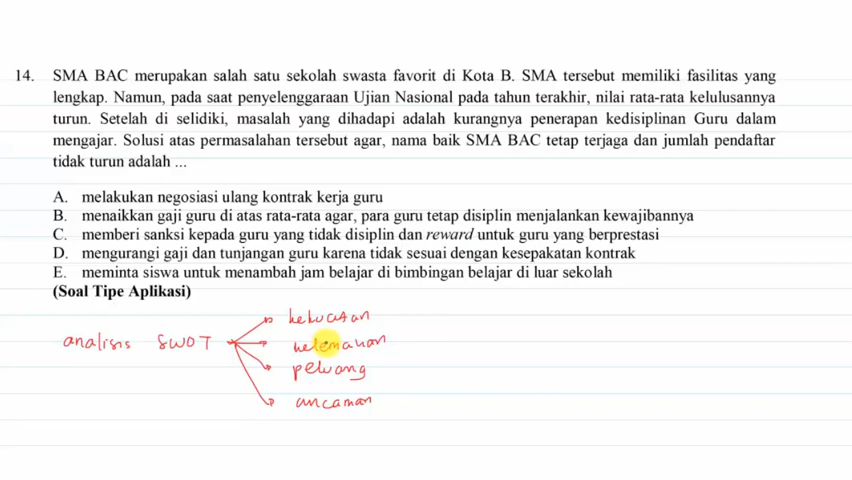 14. SMA BAC merupakan salah satu sekolah swasta favorit di Kota B. SMA tersebut memiliki fasilitas yang
lengkap. Namun, pada saat penyelenggaraan Ujian Nasional pada tahun terakhir, nilai rata-rata kelulusannya
turun. Setelah di selidiki, masalah yang dihadapi adalah kurangnya penerapan kedisiplinan Guru dalam
mengajar. Solusi atas permasalahan tersebut agar, nama baik SMA BAC tetap terjaga dan jumlah pendaftar
tidak turun adalah ...
A. melakukan negosiasi ulang kontrak kerja guru
B. menaikkan gaji guru di atas rata-rata agar, para guru tetap disiplin menjalankan kewajibannya
C. memberi sanksi kepada guru yang tidak disiplin dan reward untuk guru yang berprestasi
D. mengurangi gaji dan tunjangan guru karena tidak sesuai dengan kesepakatan kontrak
E. meminta siswa untuk menambah jam belajar di bimbingan belajar di luar sekolah
(Soal Tipe Aplikasi)
kekuatan
analisis SWOT kelemahan
peluang
ancaman